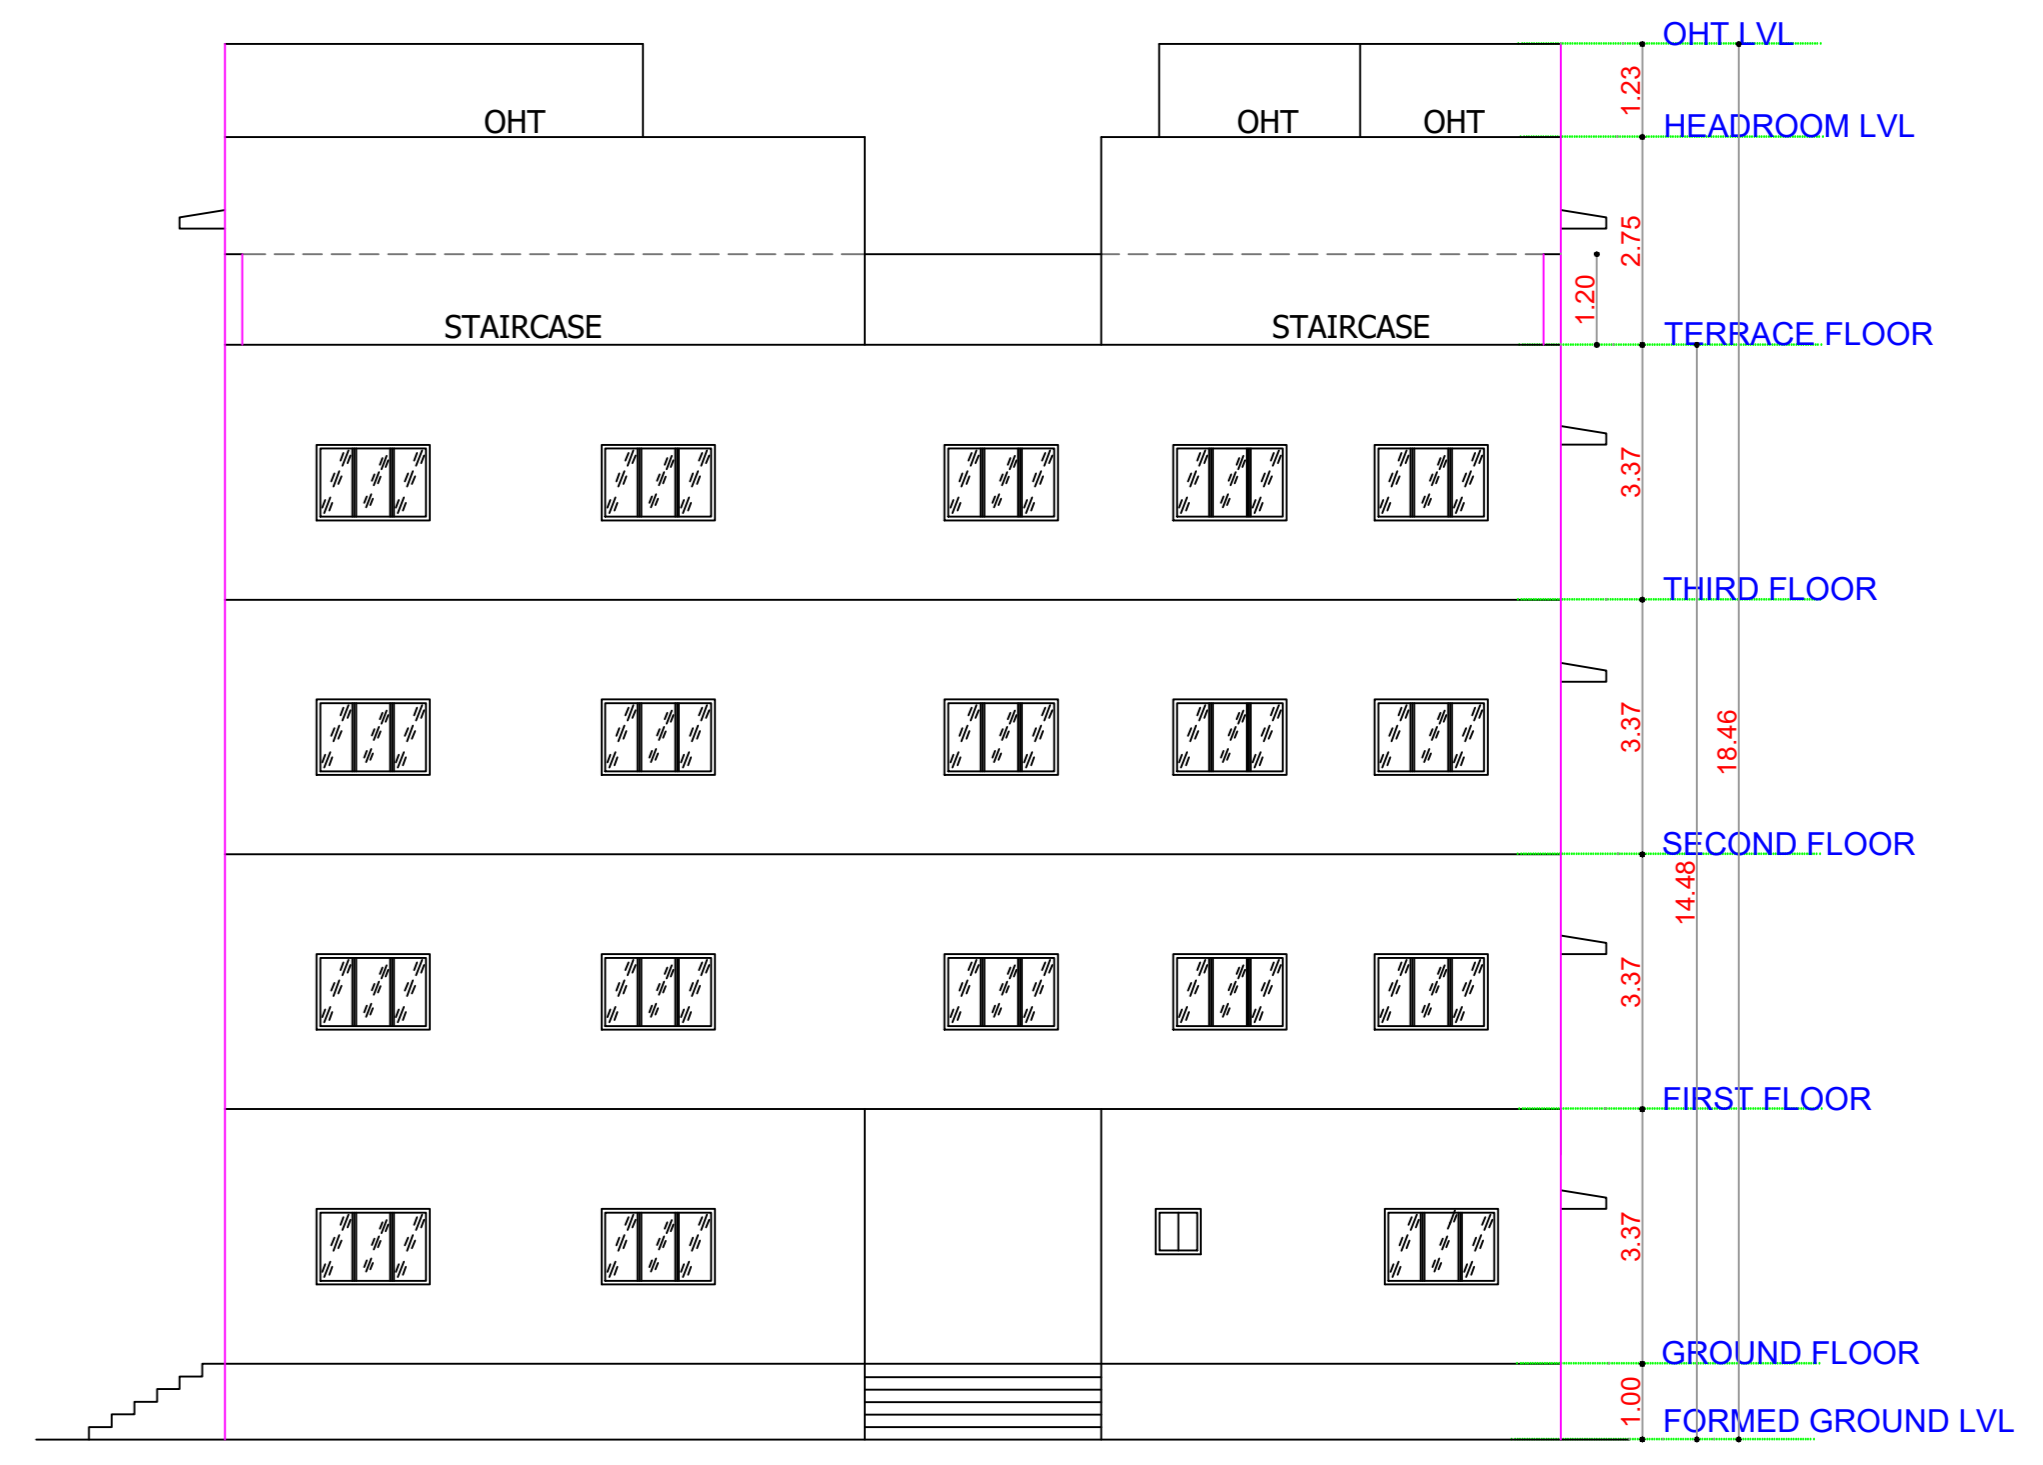 OHT LVL
1.23
OHT
OHT
OHT
HEADROOM LVL
2.75
1.20
STAIRCASE
STAIRCASE
TERRACE FLOOR
3.37
THIRD FLOOR
3.37
18.46
SECOND FLOOR
14.48
3.37
FIRST FLOOR
3.37
GROUND FLOOR
1.00
FORMED GROUND LVL